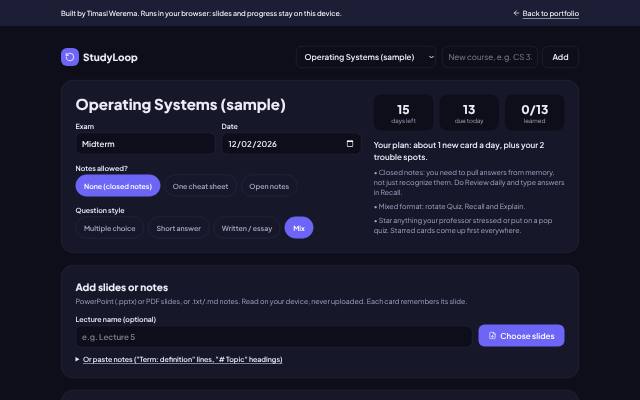 Built by Timasi Werema. Runs in your browser: slides and progress stay on this device.
← Back to portfolio
StudyLoop
Operating Systems (sample)
New course, e.g. CS 3
Add
Operating Systems (sample)
Exam
Date
Midterm
12/02/2026
Notes allowed?
None (closed notes)
One cheat sheet
Open notes
Question style
Multiple choice
Short answer
Written / essay
Mix
15
days left
13
due today
0/13
learned
Your plan: about 1 new card a day, plus your 2
trouble spots.
• Closed notes: you need to pull answers from memory,
not just recognize them. Do Review daily and type answers
in Recall.
• Mixed format: rotate Quiz, Recall and Explain.
• Star anything your professor stressed or put on a pop
quiz. Starred cards come up first everywhere.
Add slides or notes
PowerPoint (.pptx) or PDF slides, or .txt/.md notes. Read on your device, never uploaded. Each card remembers its slide.
Lecture name (optional)
e.g. Lecture 5
Choose slides
Or paste notes ("Term: definition" lines, "# Topic" headings)